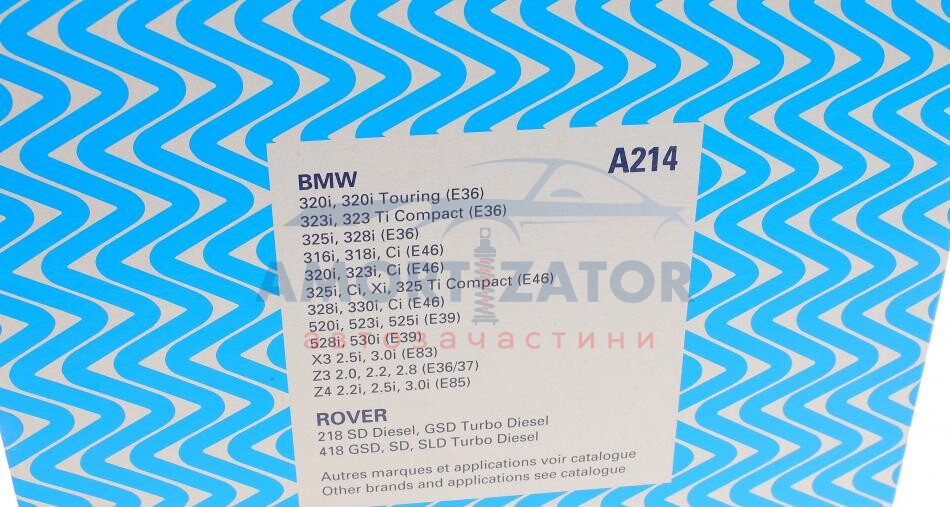 A214
BMW
320i, 320i Touring (E36)
323i, 323 Ti Compact (E36)
325i, 328i (E36)
316i, 318i, Ci (E46)
320i, 323i, Ci (E46)
325i, Ci, Xi, 325 Ti Compact (E46)
328i, 330i, Ci (E46)
520i, 523i, 525i (E39)
528i, 530i (E39)
X3 2.5i, 3.0i (E83)
Z3 2.0, 2.2, 2.8 (E36/37)
Z4 2.2i, 2.5i, 3.0i (E85)
ROVER
218 SD Diesel, GSD Turbo Diesel
418 GSD, SD, SLD Turbo Diesel
Autres marques et applications voir catalogue
Other brands and applications see catalogue
AMORTIZATOR
автозачастини